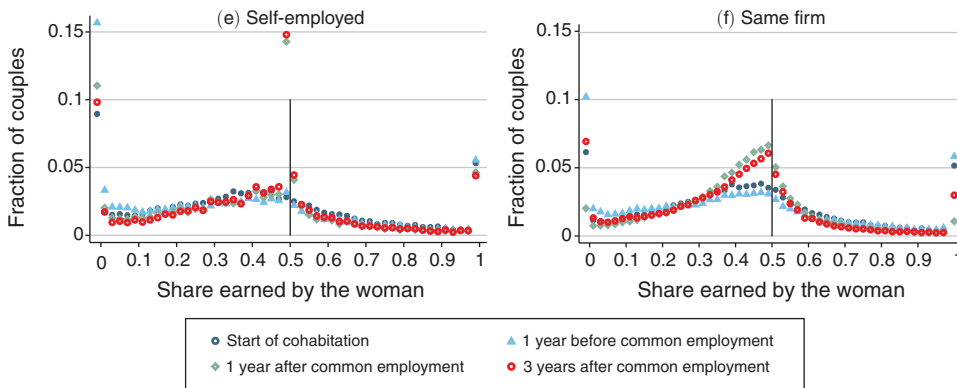 (e) Self-employed
Fraction of couples
0.15
0.1
0.05
0
0 0.1 0.2 0.3 0.4 0.5 0.6 0.7 0.8 0.9 1
Share earned by the woman
(f) Same firm
Fraction of couples
0.15
0.1
0.05
0
0 0.1 0.2 0.3 0.4 0.5 0.6 0.7 0.8 0.9
Share earned by the woman
Start of cohabitation
1 year before common employment
1 year after common employment
3 years after common employment